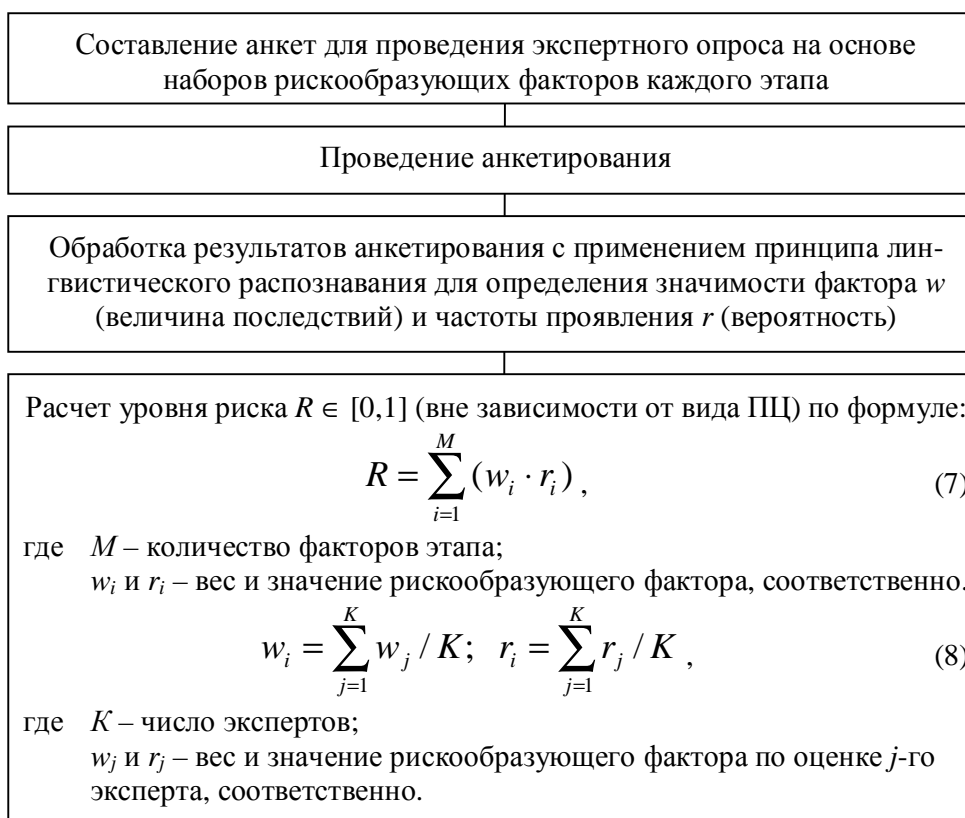 Составление анкет для проведения экспертного опроса на основе
наборов рискообразующих факторов каждого этапа
Проведение анкетирования
Обработка результатов анкетирования с применением принципа лин-
гвистического распознавания для определения значимости фактора w
(величина последствий) и частоты проявления r (вероятность)
Расчет уровня риска R ∈ [0,1] (вне зависимости от вида ПЦ) по формуле:
R = \sum_{i=1}^{M} (w_i · r_i) , (7)
где M – количество факторов этапа;
w_i и r_i – вес и значение рискообразующего фактора, соответственно.
w_i = \sum_{j=1}^{K} w_j / K; r_i = \sum_{j=1}^{K} r_j / K , (8)
где K – число экспертов;
w_j и r_j – вес и значение рискообразующего фактора по оценке j-го
эксперта, соответственно.